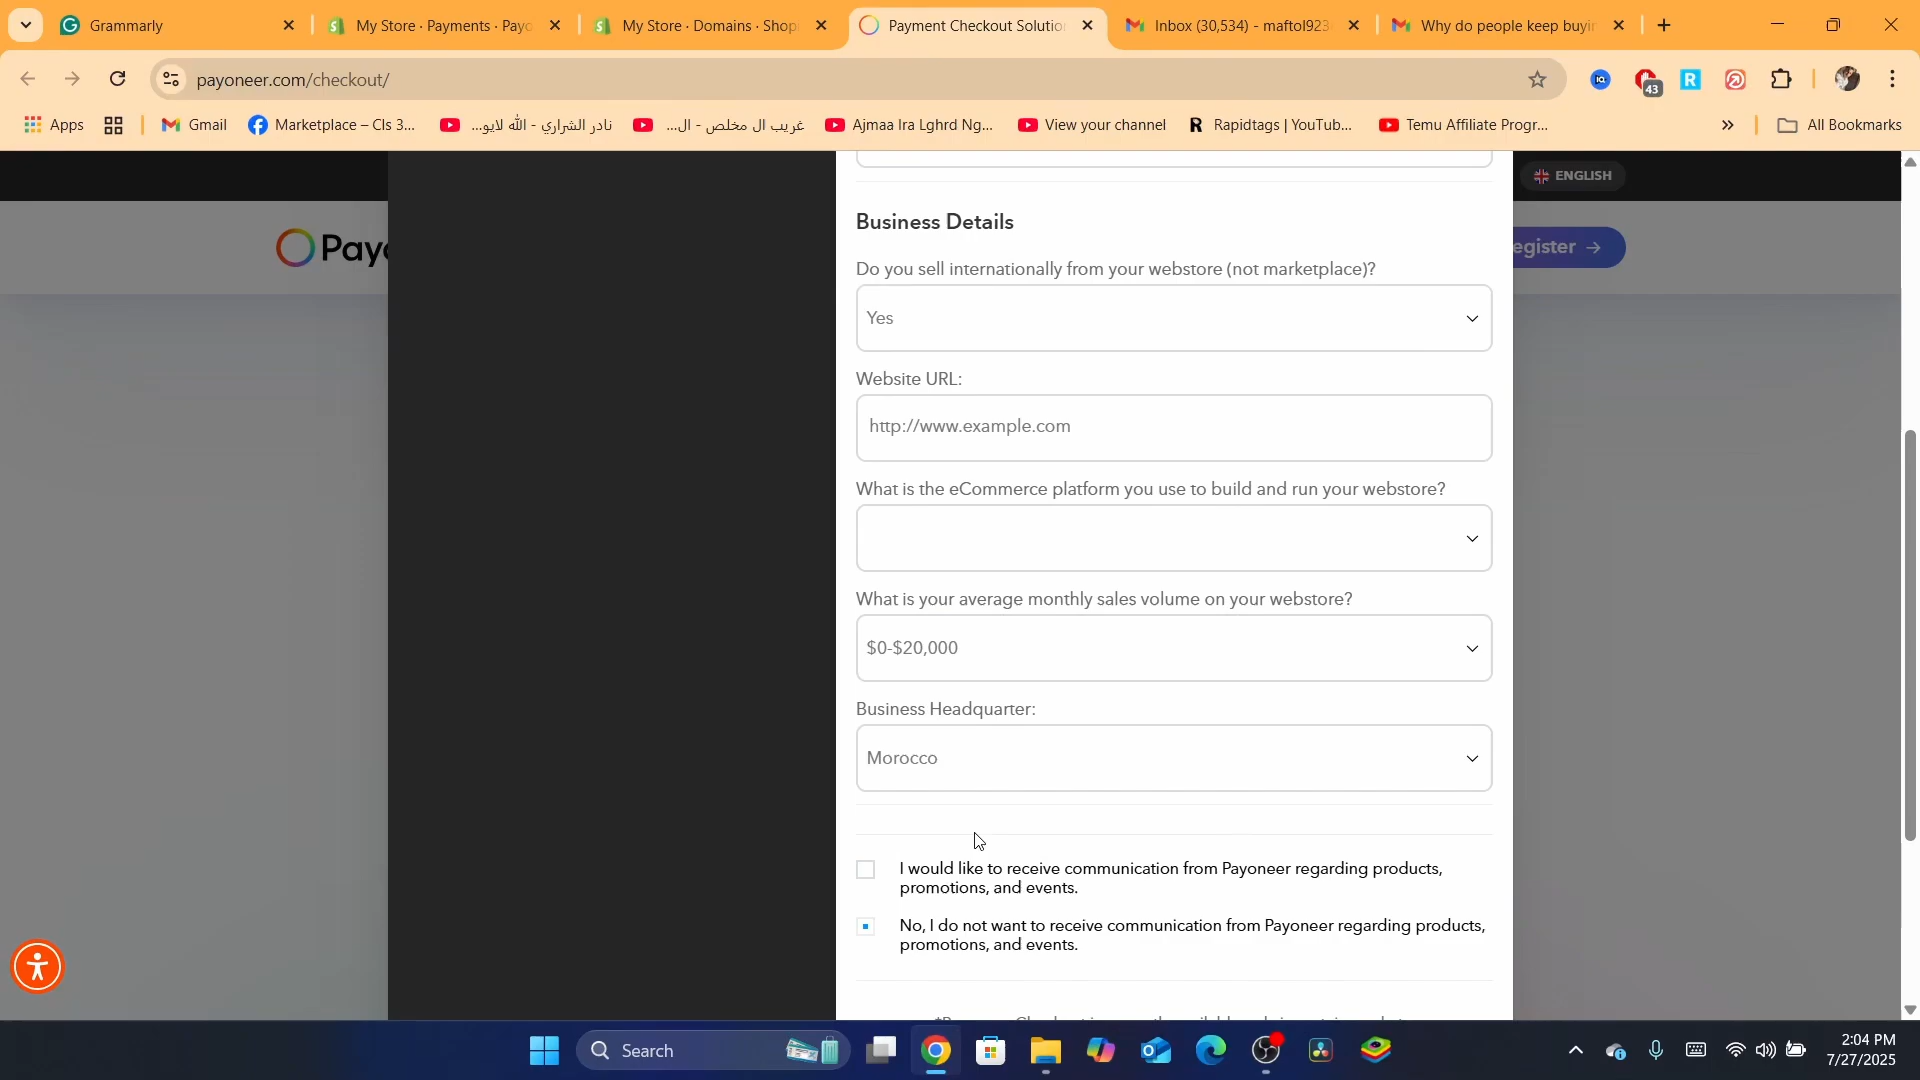 Grammarly
My Store · Payments · Payo
My Store · Domains · Shop
Payment Checkout Solutio
Inbox (30,534) - maftol923
Why do people keep buyin
payoneer.com/checkout/
43
Apps
Gmail
Marketplace – Cls 3...
نادر الشراري - الله لايو...
غريب ال مخلص - ال...
Ajmaa Ira Lghrd Ng...
View your channel
Rapidtags | YouTub...
Temu Affiliate Progr...
All Bookmarks
ENGLISH
Payo
egister
Business Details
Do you sell internationally from your webstore (not marketplace)?
Yes
Website URL:
http://www.example.com
What is the eCommerce platform you use to build and run your webstore?
What is your average monthly sales volume on your webstore?
$0-$20,000
Business Headquarter:
Morocco
I would like to receive communication from Payoneer regarding products,
promotions, and events.
No, I do not want to receive communication from Payoneer regarding products,
promotions, and events.
Search
2:04 PM
7/27/2025